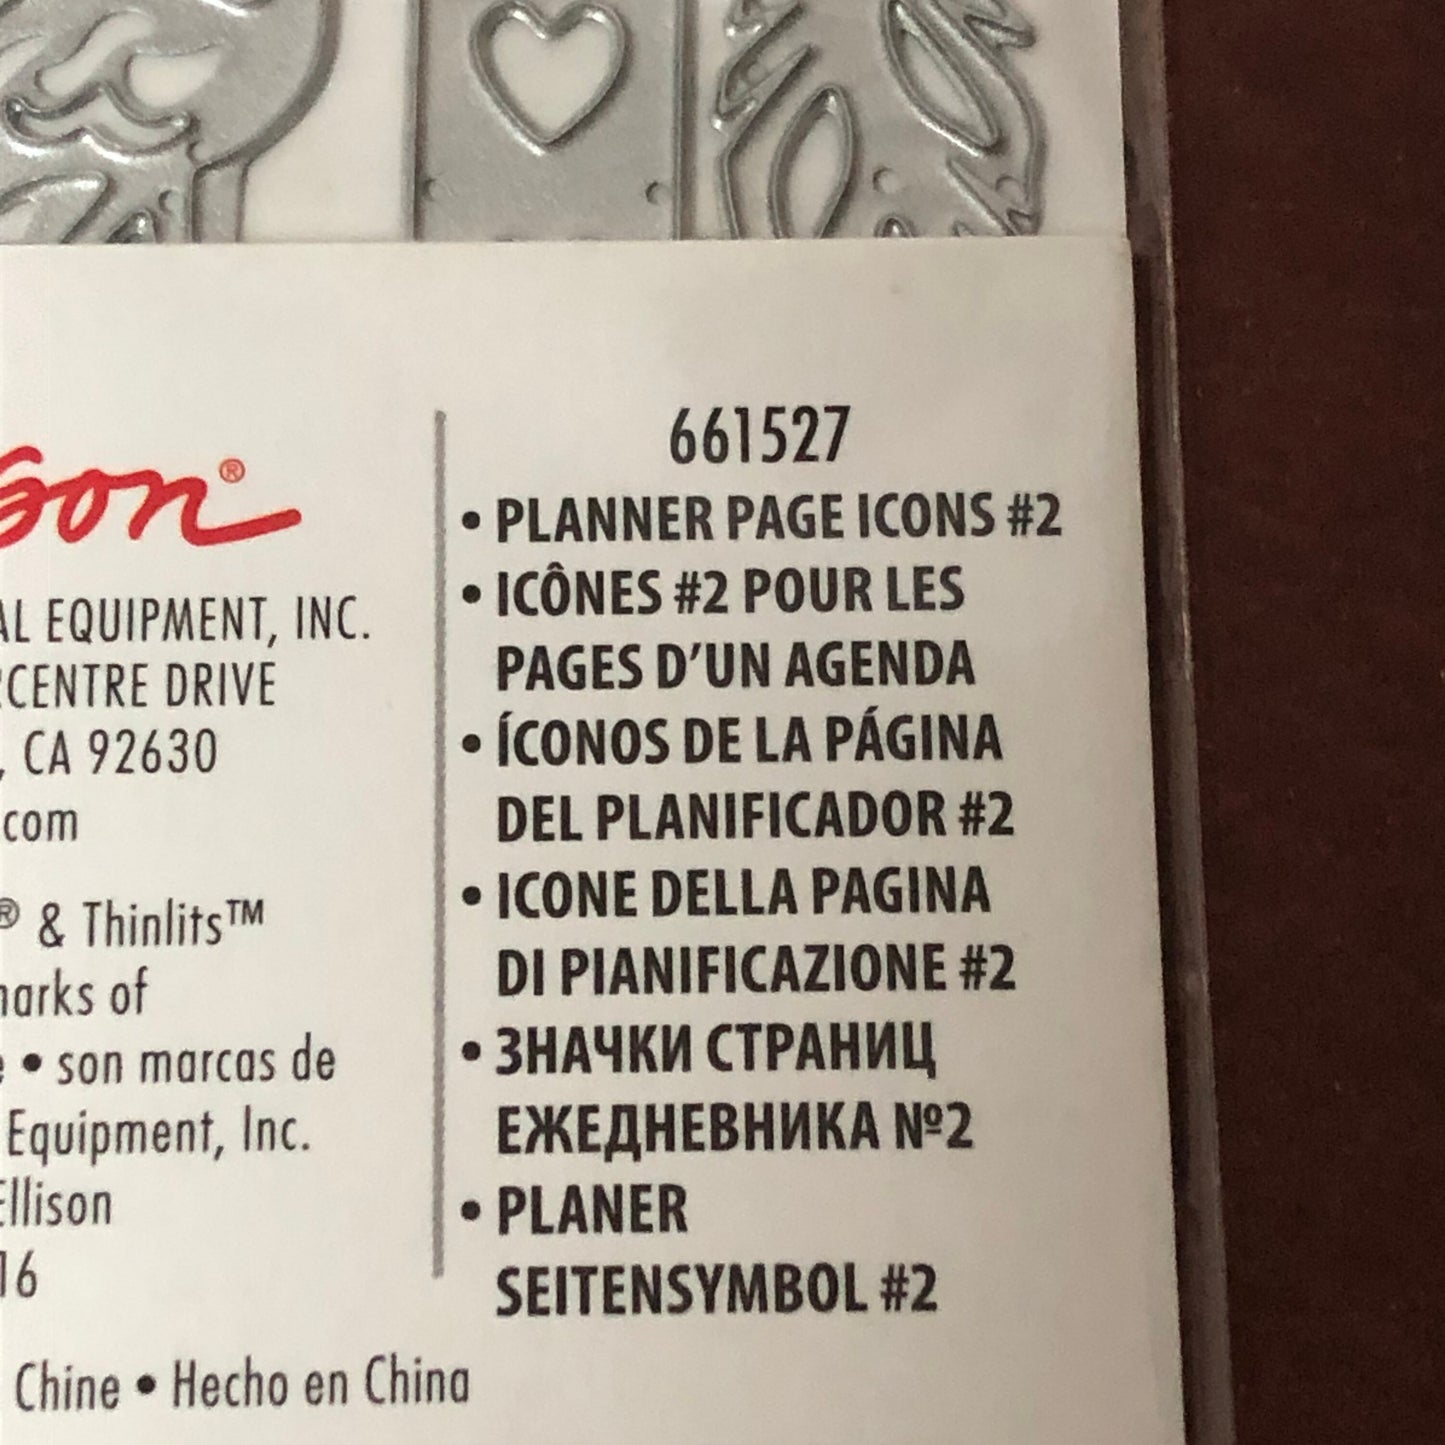 ®
AL EQUIPMENT, INC.
CENTRE DRIVE
, CA 92630
.com
® & Thinlits™
marks of
• son marcas de
Equipment, Inc.
Ellison
16
Chine • Hecho en China
661527
• PLANNER PAGE ICONS #2
• ICÔNES #2 POUR LES
PAGES D’UN AGENDA
• ÍCONOS DE LA PÁGINA
DEL PLANIFICADOR #2
• ICONE DELLA PAGINA
DI PIANIFICAZIONE #2
• ЗНАЧКИ СТРАНИЦ
ЕЖЕДНЕВНИКА №2
• PLANER
SEITENSYMBOL #2